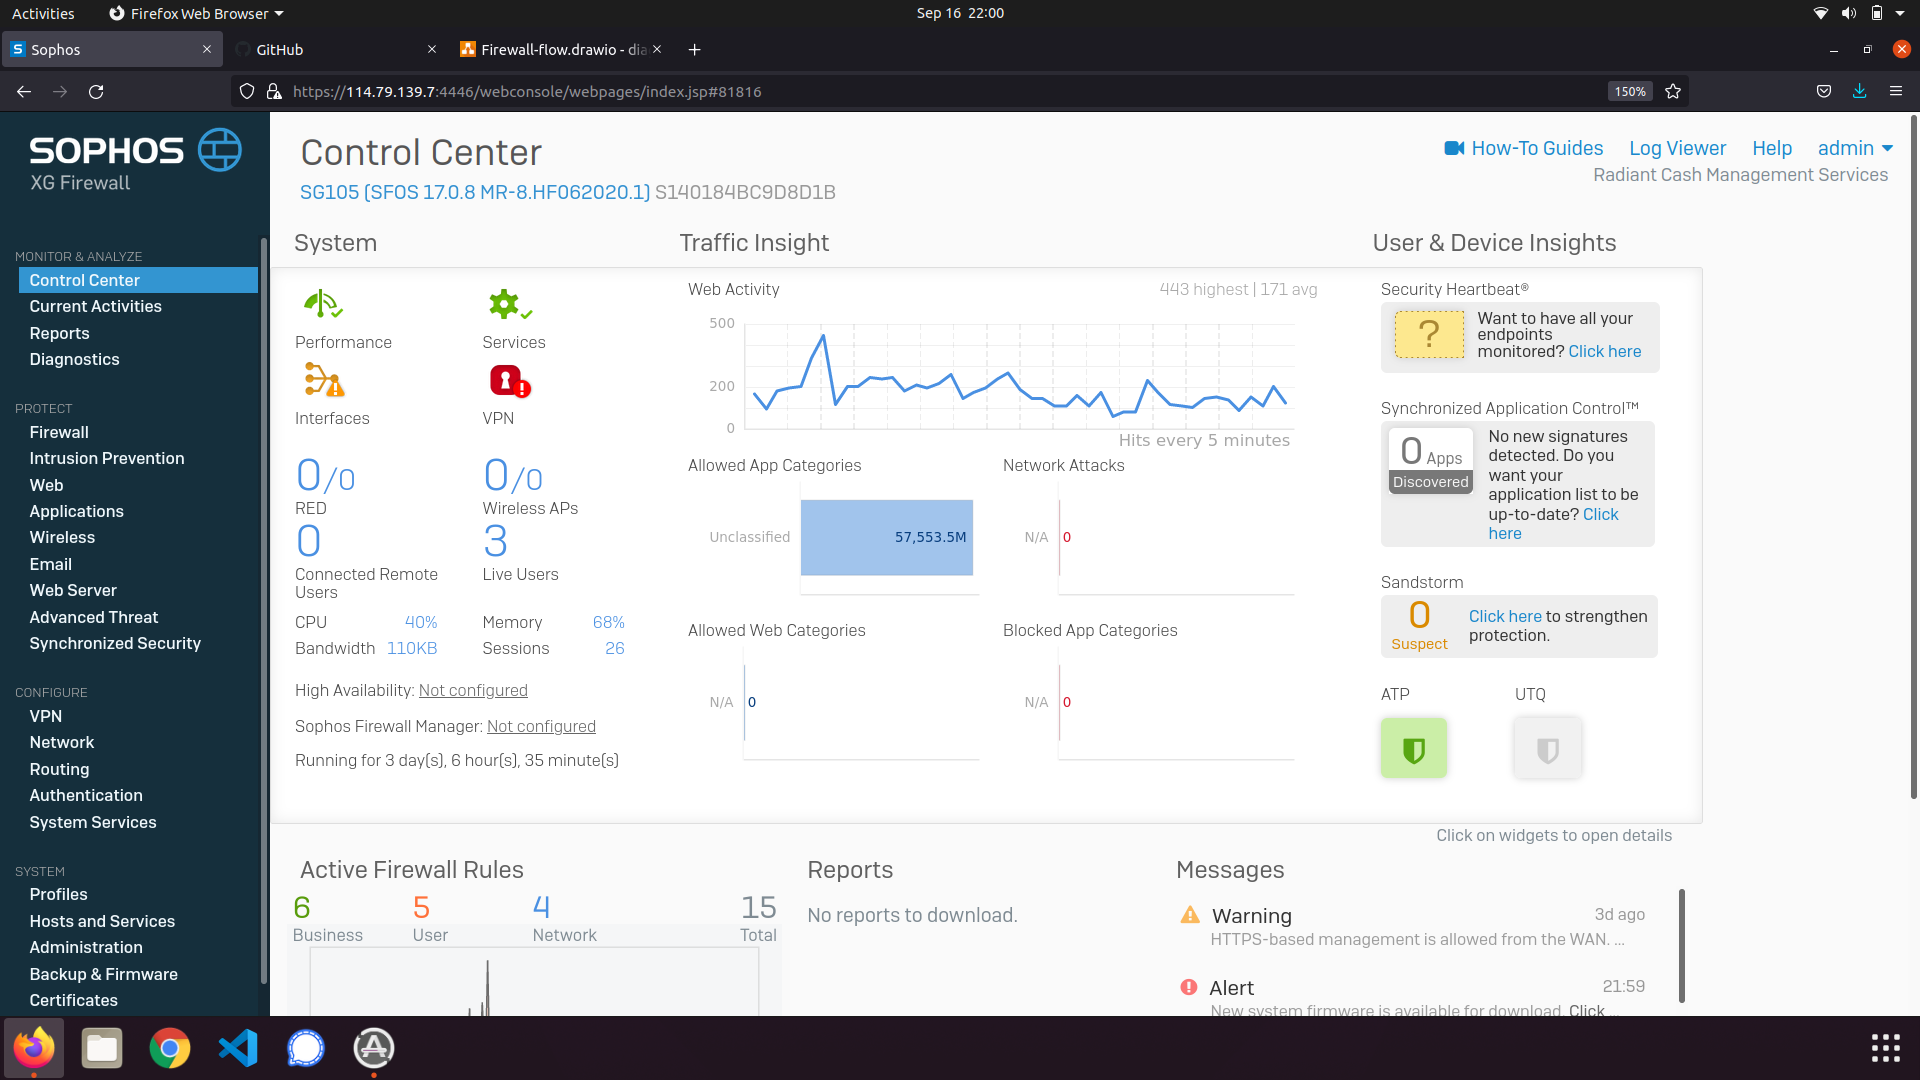 Activities
Firefox Web Browser
Sep 16 22:00
Sophos
GitHub
Firewall-flow.drawio - dia
https://114.79.139.7:4446/webconsole/webpages/index.jsp#81816
150%
SOPHOS
XG Firewall
Control Center
SG105 (SFOS 17.0.8 MR-8.HF062020.1) S140184BC9D8D1B
How-To Guides
Log Viewer
Help
admin
Radiant Cash Management Services
MONITOR & ANALYZE
Control Center
Current Activities
Reports
Diagnostics
PROTECT
Firewall
Intrusion Prevention
Web
Applications
Wireless
Email
Web Server
Advanced Threat
Synchronized Security
CONFIGURE
VPN
Network
Routing
Authentication
System Services
SYSTEM
Profiles
Hosts and Services
Administration
Backup & Firmware
Certificates
System
Performance
Services
Interfaces
VPN
0/0
RED
0/0
Wireless APs
0
Connected Remote
Users
3
Live Users
CPU 40%
Memory 68%
Bandwidth 110KB
Sessions 26
High Availability: Not configured
Sophos Firewall Manager: Not configured
Running for 3 day(s), 6 hour(s), 35 minute(s)
Traffic Insight
Web Activity
443 highest | 171 avg
500
200
0
Hits every 5 minutes
Allowed App Categories
Unclassified
57,553.5M
Network Attacks
N/A
0
Allowed Web Categories
N/A
0
Blocked App Categories
N/A
0
User & Device Insights
Security Heartbeat®
?
Want to have all your
endpoints
monitored? Click here
Synchronized Application Control™
0 Apps
Discovered
No new signatures
detected. Do you
want your
application list to be
up-to-date? Click
here
Sandstorm
0
Suspect
Click here to strengthen
protection.
ATP
UTQ
Click on widgets to open details
Active Firewall Rules
6
Business
5
User
4
Network
15
Total
Reports
No reports to download.
Messages
Warning
3d ago
HTTPS-based management is allowed from the WAN. ...
Alert
21:59
New system firmware is available for download. Click ...